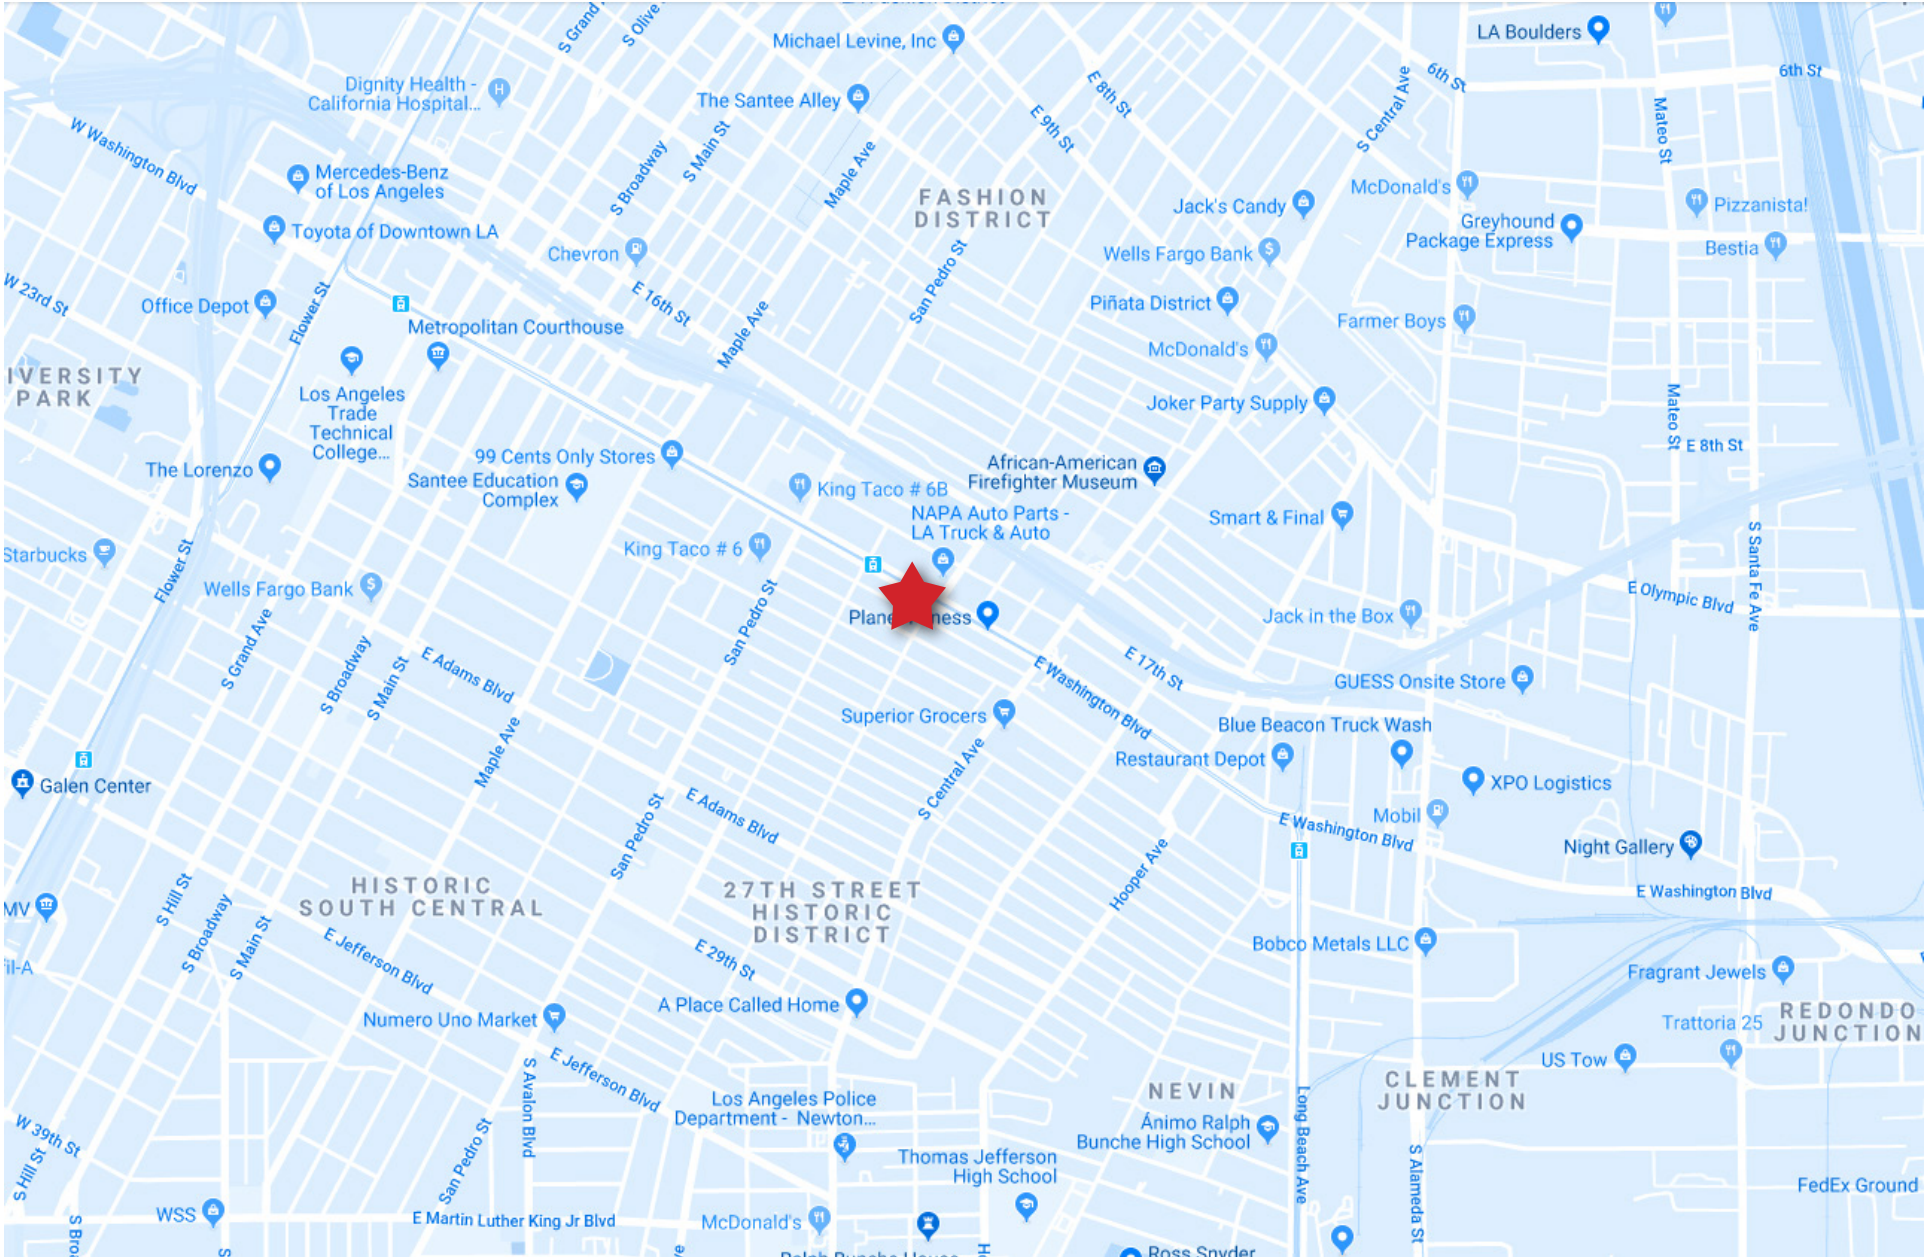 Michael Levine, Inc
LA Boulders
S Grand
S Olive
Dignity Health -
California Hospital...
The Santee Alley
E 8th St
E 9th St
S Central Ave
6th St
6th St
Mateo St
W Washington Blvd
Mercedes-Benz
of Los Angeles
S Broadway
S Main St
Maple Ave
FASHION
DISTRICT
Jack's Candy
McDonald's
Greyhound
Package Express
Pizzanista!
Bestia
Toyota of Downtown LA
Chevron
Wells Fargo Bank
W 23rd St
Office Depot
Flower St
E 16th St
San Pedro St
Piñata District
Farmer Boys
Metropolitan Courthouse
Maple Ave
McDonald's
IVERSITY
PARK
Los Angeles
Trade
Technical
College...
Joker Party Supply
Mateo St
E 8th St
The Lorenzo
99 Cents Only Stores
Santee Education
Complex
King Taco # 6B
African-American
Firefighter Museum
NAPA Auto Parts -
LA Truck & Auto
Smart & Final
Starbucks
Flower St
King Taco # 6
S Santa Fe Ave
Wells Fargo Bank
Plane
ness
Jack in the Box
E Olympic Blvd
S Grand Ave
S Broadway
S Main St
E Adams Blvd
San Pedro St
E Washington Blvd
E 17th St
GUESS Onsite Store
Superior Grocers
Blue Beacon Truck Wash
Restaurant Depot
Maple Ave
Galen Center
S Central Ave
XPO Logistics
E Adams Blvd
San Pedro St
Mobil
E Washington Blvd
Night Gallery
Hooper Ave
E Washington Blvd
MV
S Hill St
S Broadway
S Main St
HISTORIC
SOUTH CENTRAL
27TH STREET
HISTORIC
DISTRICT
E Jefferson Blvd
E 29th St
Bobco Metals LLC
il-A
Fragrant Jewels
Numero Uno Market
A Place Called Home
Trattoria 25
REDONDO
JUNCTION
E Jefferson Blvd
US Tow
S Avalon Blvd
NEVIN
CLEMENT
JUNCTION
Los Angeles Police
Department - Newton...
Long Beach Ave
Ánimo Ralph
Bunche High School
W 39th St
S Hill St
San Pedro St
Thomas Jefferson
High School
S Alameda St
FedEx Ground
WSS
E Martin Luther King Jr Blvd
McDonald's
S Broa
Ross Snyder